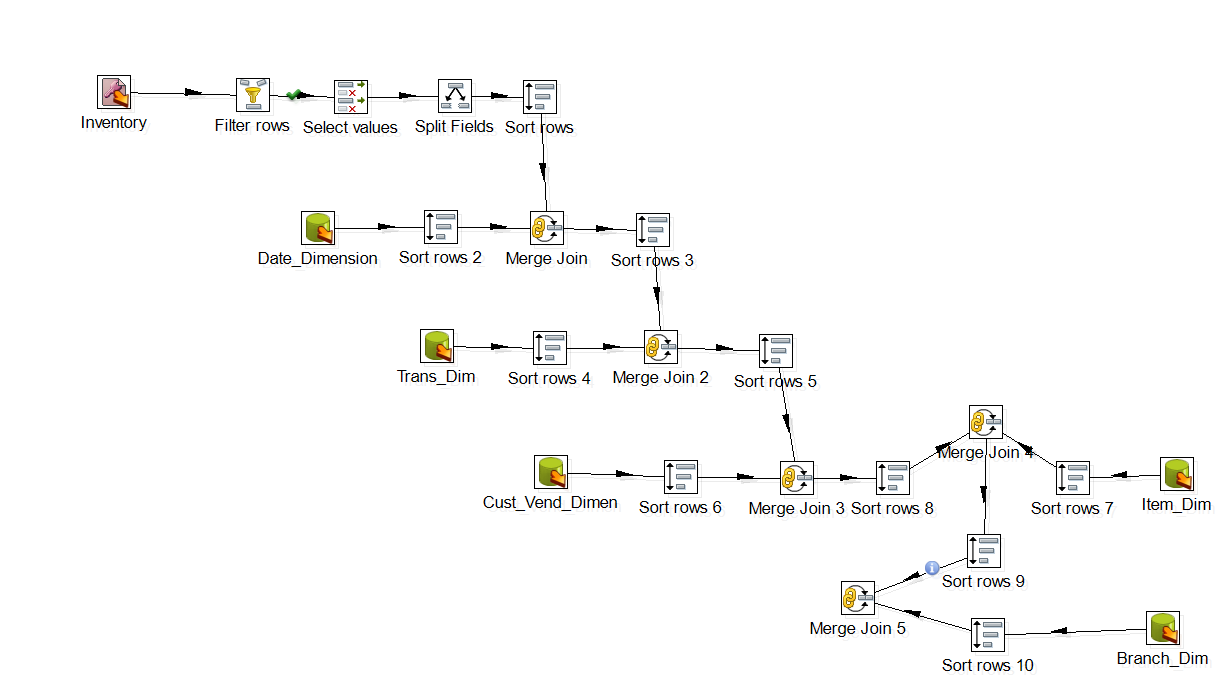 Inventory
Filter rows
Select values
Split Fields
Sort rows
Date_Dimension
Sort rows 2
Merge Join
Sort rows 3
Trans_Dim
Sort rows 4
Merge Join 2
Sort rows 5
Merge Join 4
Cust_Vend_Dimen
Sort rows 6
Merge Join 3
Sort rows 8
Sort rows 7
Item_Dim
Sort rows 9
Merge Join 5
Sort rows 10
Branch_Dim